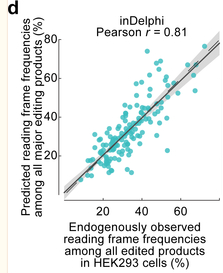 d
inDelphi
Pearson r = 0.81
Predicted reading frame frequencies
among all major editing products (%)
80
60
40
20
20 40 60
Endogenously observed
reading frame frequencies
among all edited products
in HEK293 cells (%)